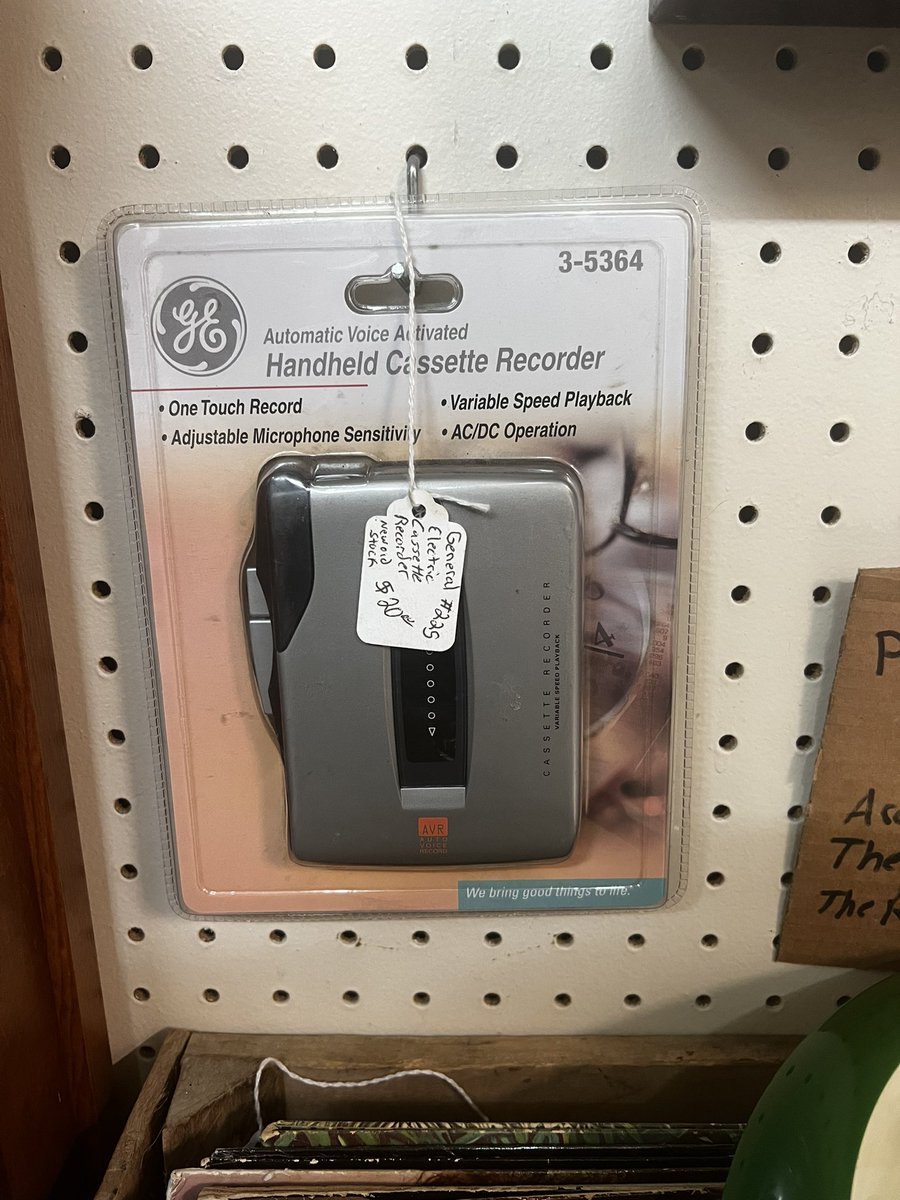 3-5364
GE
Automatic Voice Activated
Handheld Cassette Recorder
• One Touch Record
• Adjustable Microphone Sensitivity
• Variable Speed Playback
• AC/DC Operation
General #225
Electric
Cassette
Recorder $20
New old
Stock
CASSETTE RECORDER
VARIABLE SPEED PLAYBACK
AVR
AUTO
VOICE
RECORD
We bring good things to life.
The